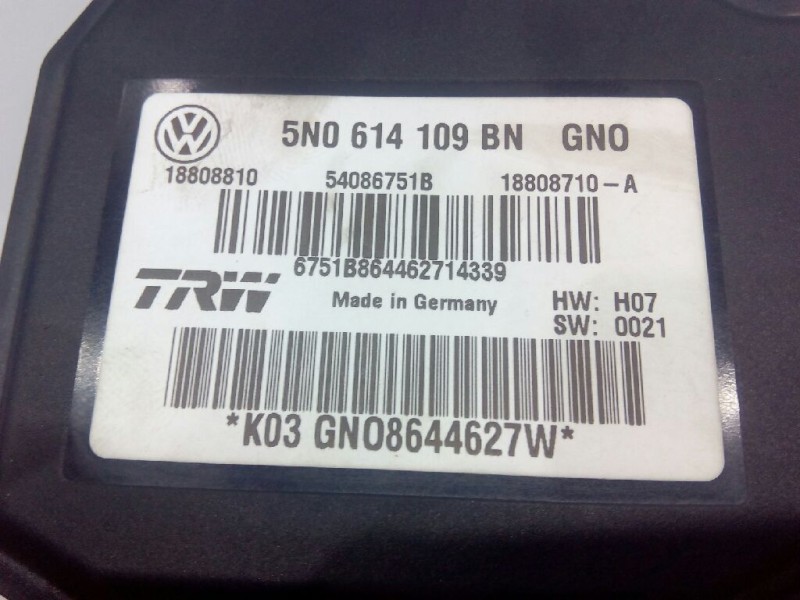 VW 5N0 614 109 BN GNO
18808810 54086751B 18808710-A
6751B864462714339
TRW Made in Germany HW: H07
SW: 0021
*K03 GNO8644627W*